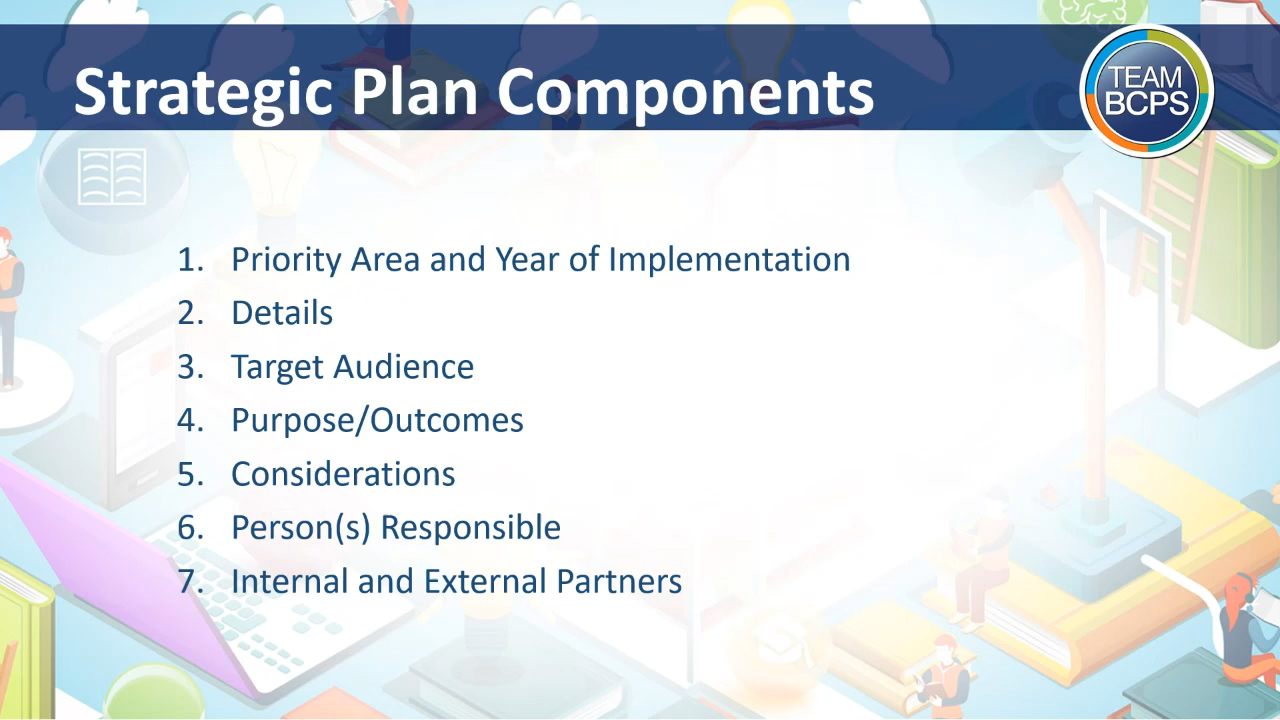 Strategic Plan Components
TEAM
BCPS
1. Priority Area and Year of Implementation
2. Details
3. Target Audience
4. Purpose/Outcomes
5. Considerations
6. Person(s) Responsible
7. Internal and External Partners